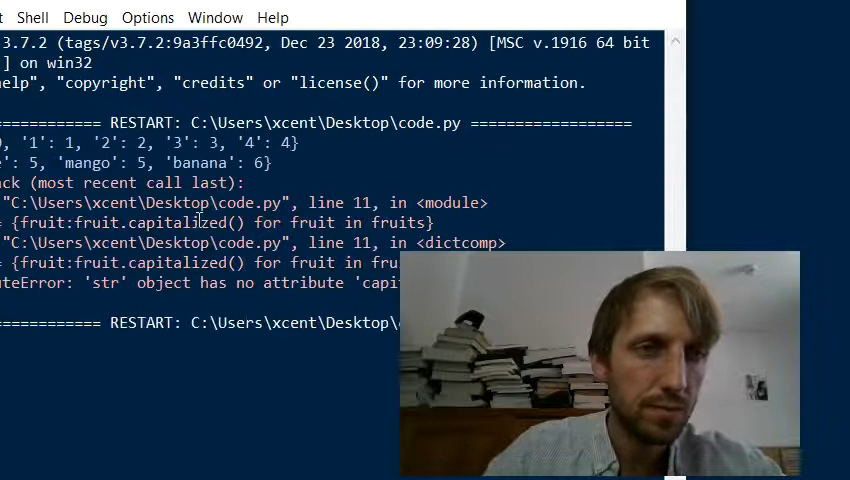 Shell Debug Options Window Help
3.7.2 (tags/v3.7.2:9a3ffc0492, Dec 23 2018, 23:09:28) [MSC v.1916 64 bit
)] on win32
help", "copyright", "credits" or "license()" for more information.
============ RESTART: C:\Users\xcent\Desktop\code.py ==================
, '1': 1, '2': 2, '3': 3, '4': 4}
': 5, 'mango': 5, 'banana': 6}
ack (most recent call last):
"C:\Users\xcent\Desktop\code.py", line 11, in <module>
= {fruit:fruit.capitalized() for fruit in fruits}
"C:\Users\xcent\Desktop\code.py", line 11, in <dictcomp>
= {fruit:fruit.capitalized() for fruit in fru
uteError: 'str' object has no attribute 'capi
============ RESTART: C:\Users\xcent\Desktop\